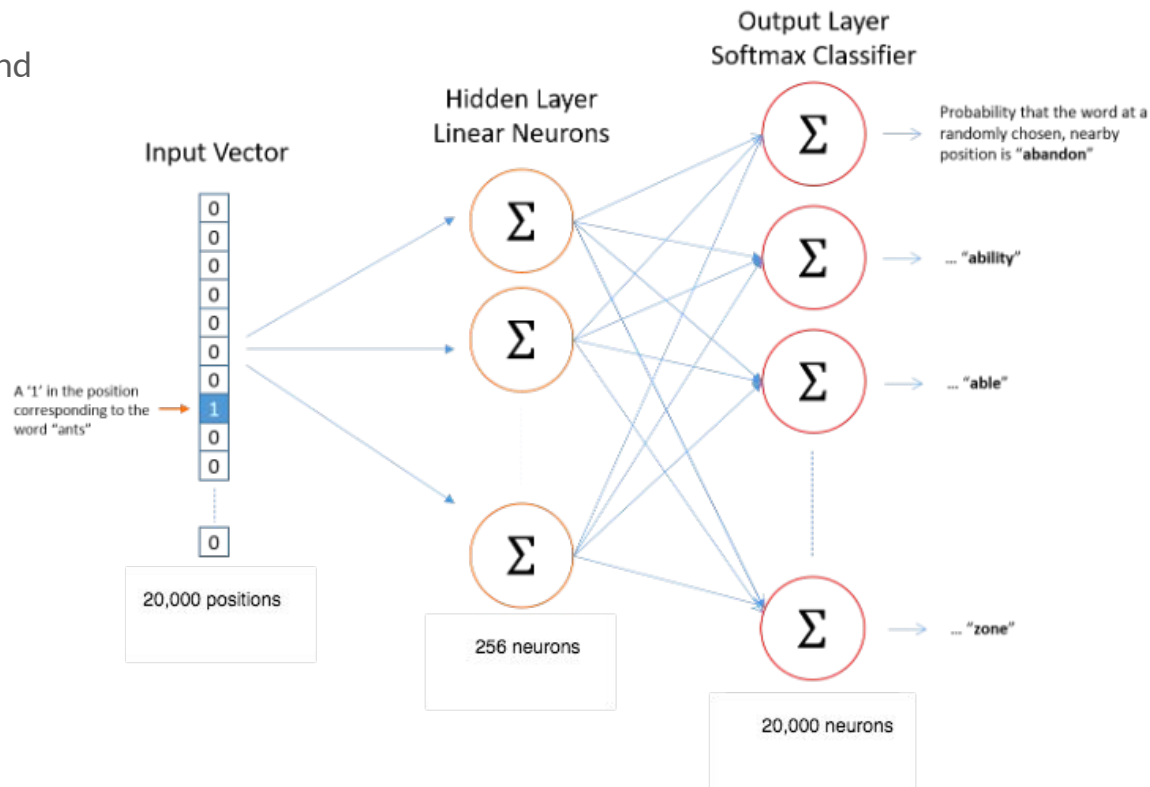 nd
Output Layer
Softmax Classifier
Hidden Layer
Linear Neurons
Input Vector
Σ
Probability that the word at a
randomly chosen, nearby
position is "abandon"
0
0
0
0
0
0
0
1
0
0
0
A '1' in the position
corresponding to the
word "ants"
Σ
Σ
Σ
Σ
... "ability"
Σ
... "able"
Σ
... "zone"
20,000 positions
256 neurons
20,000 neurons